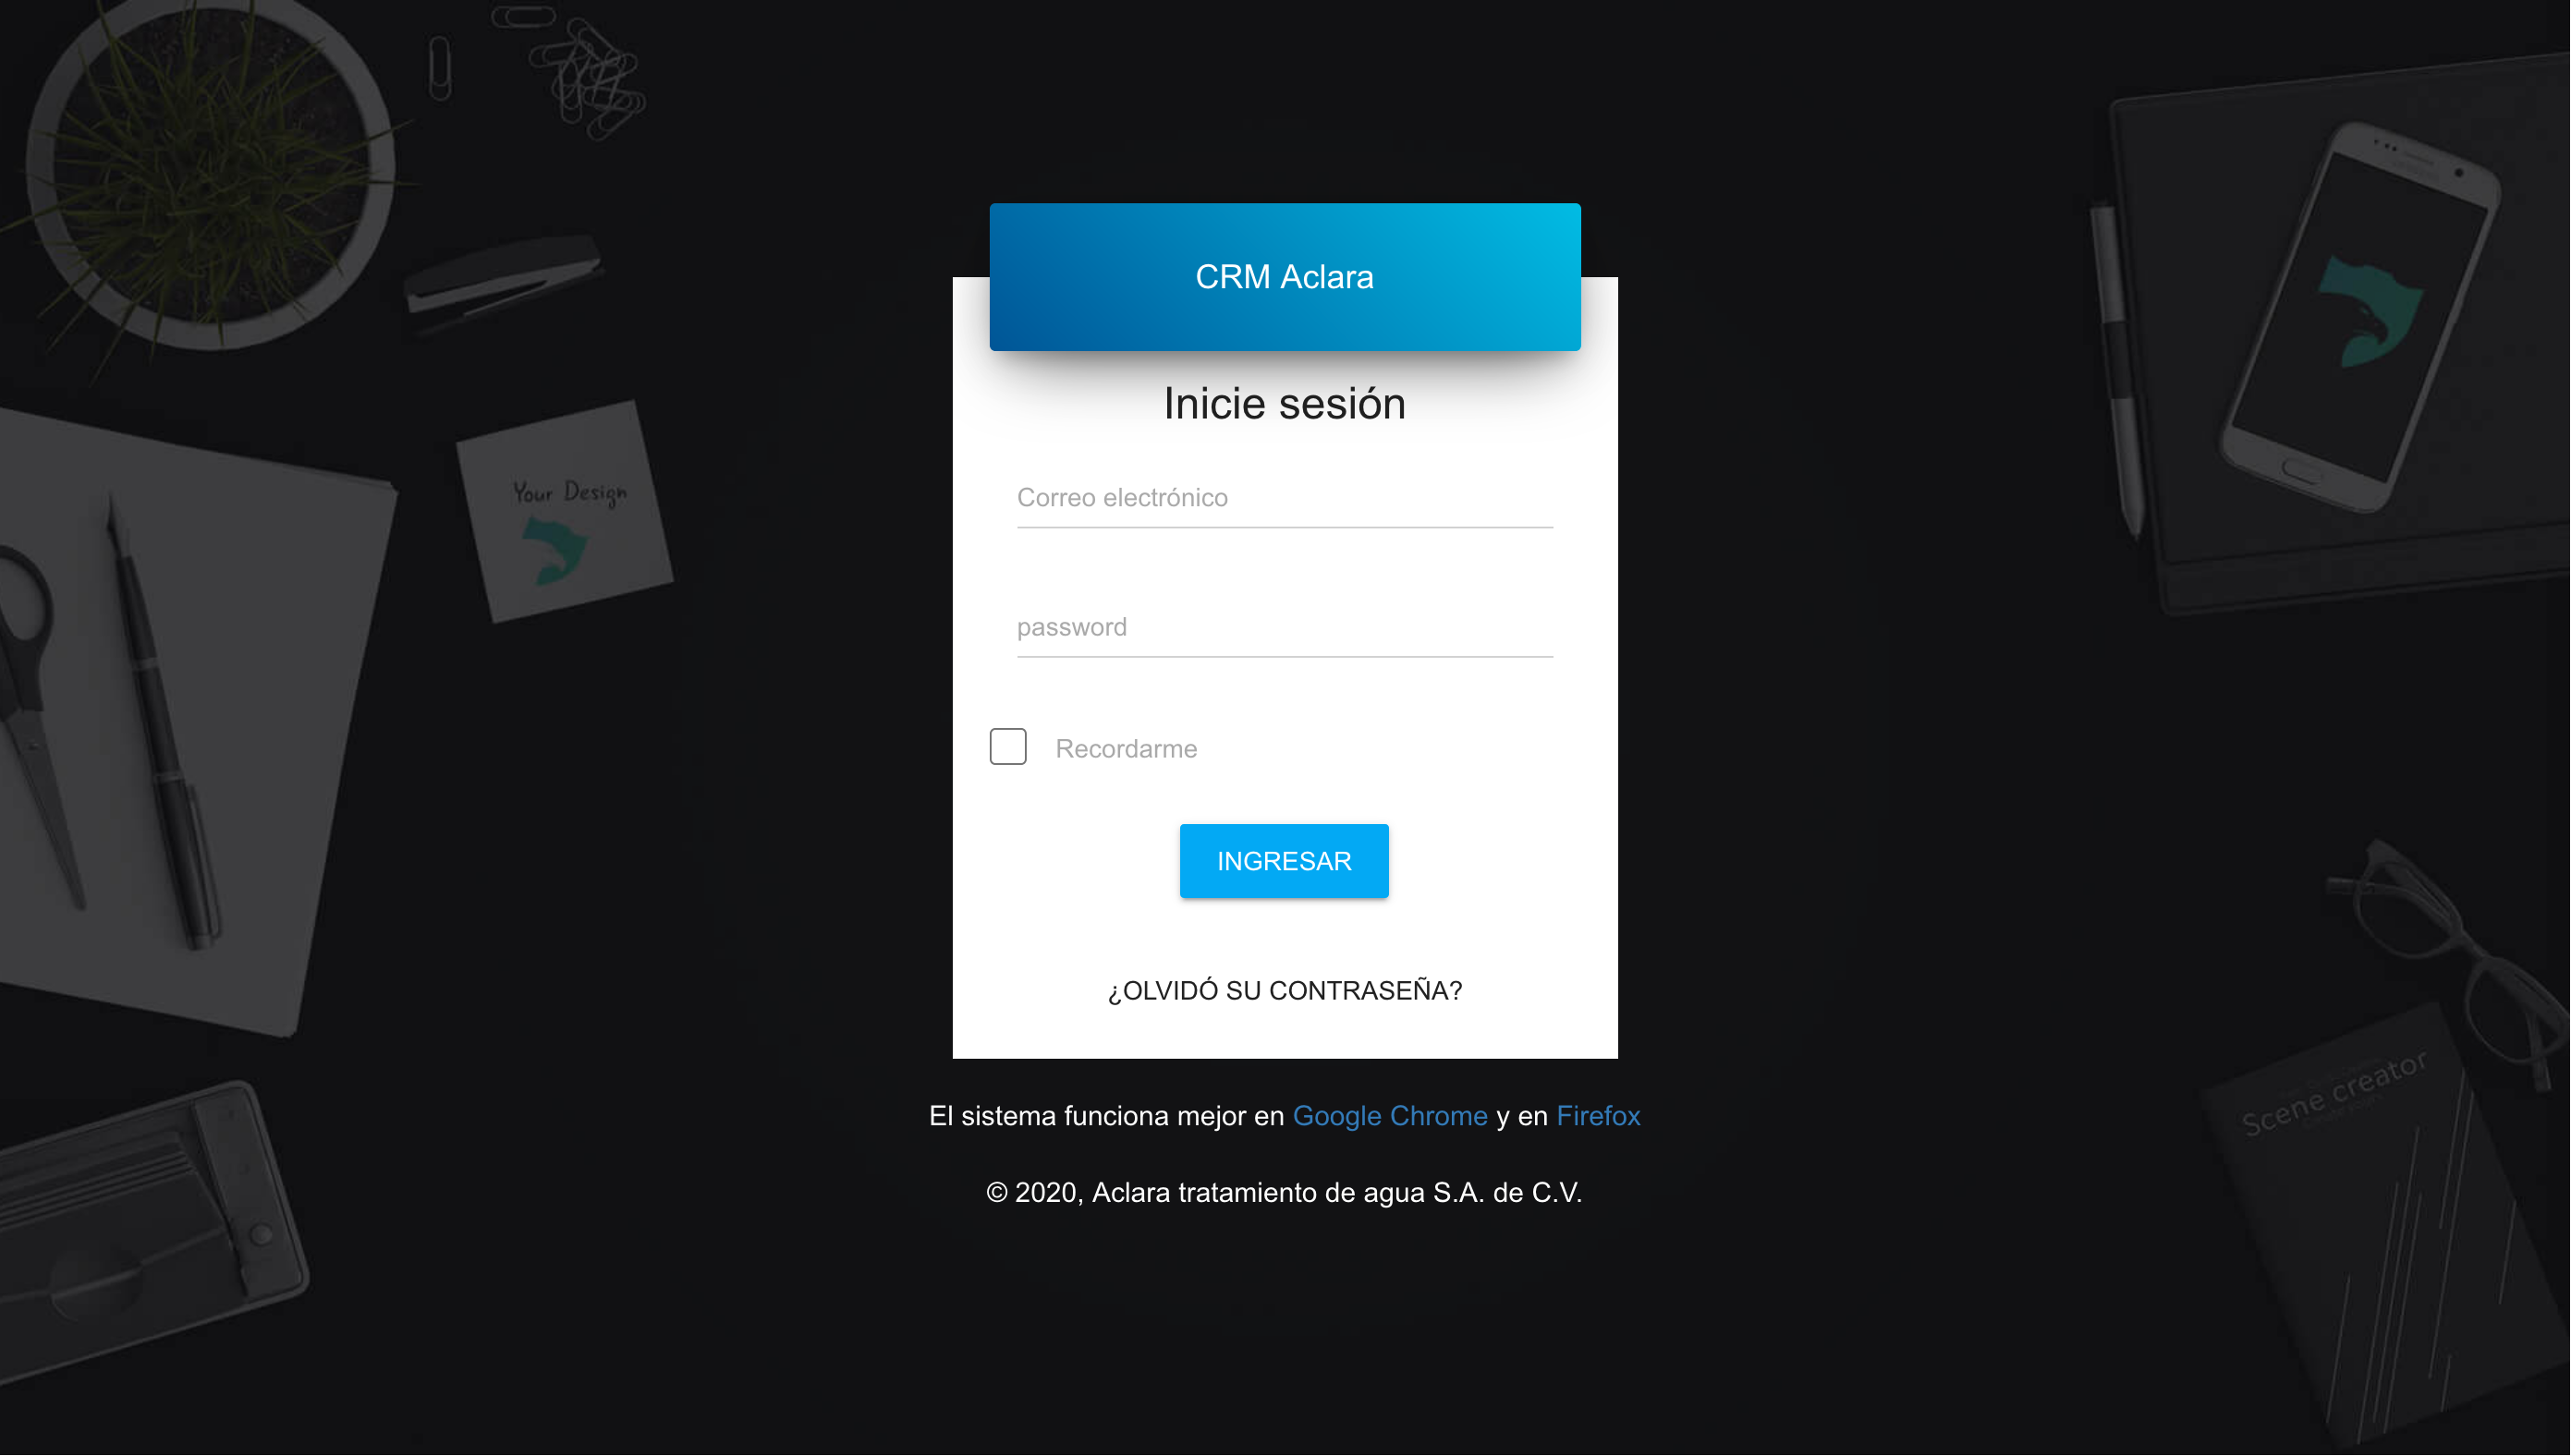 CRM Aclara
Inicie sesión
Correo electrónico
password
Recordarme
INGRESAR
¿OLVIDÓ SU CONTRASEÑA?
El sistema funciona mejor en Google Chrome y en Firefox
© 2020, Aclara tratamiento de agua S.A. de C.V.
Your Design
Scene creator